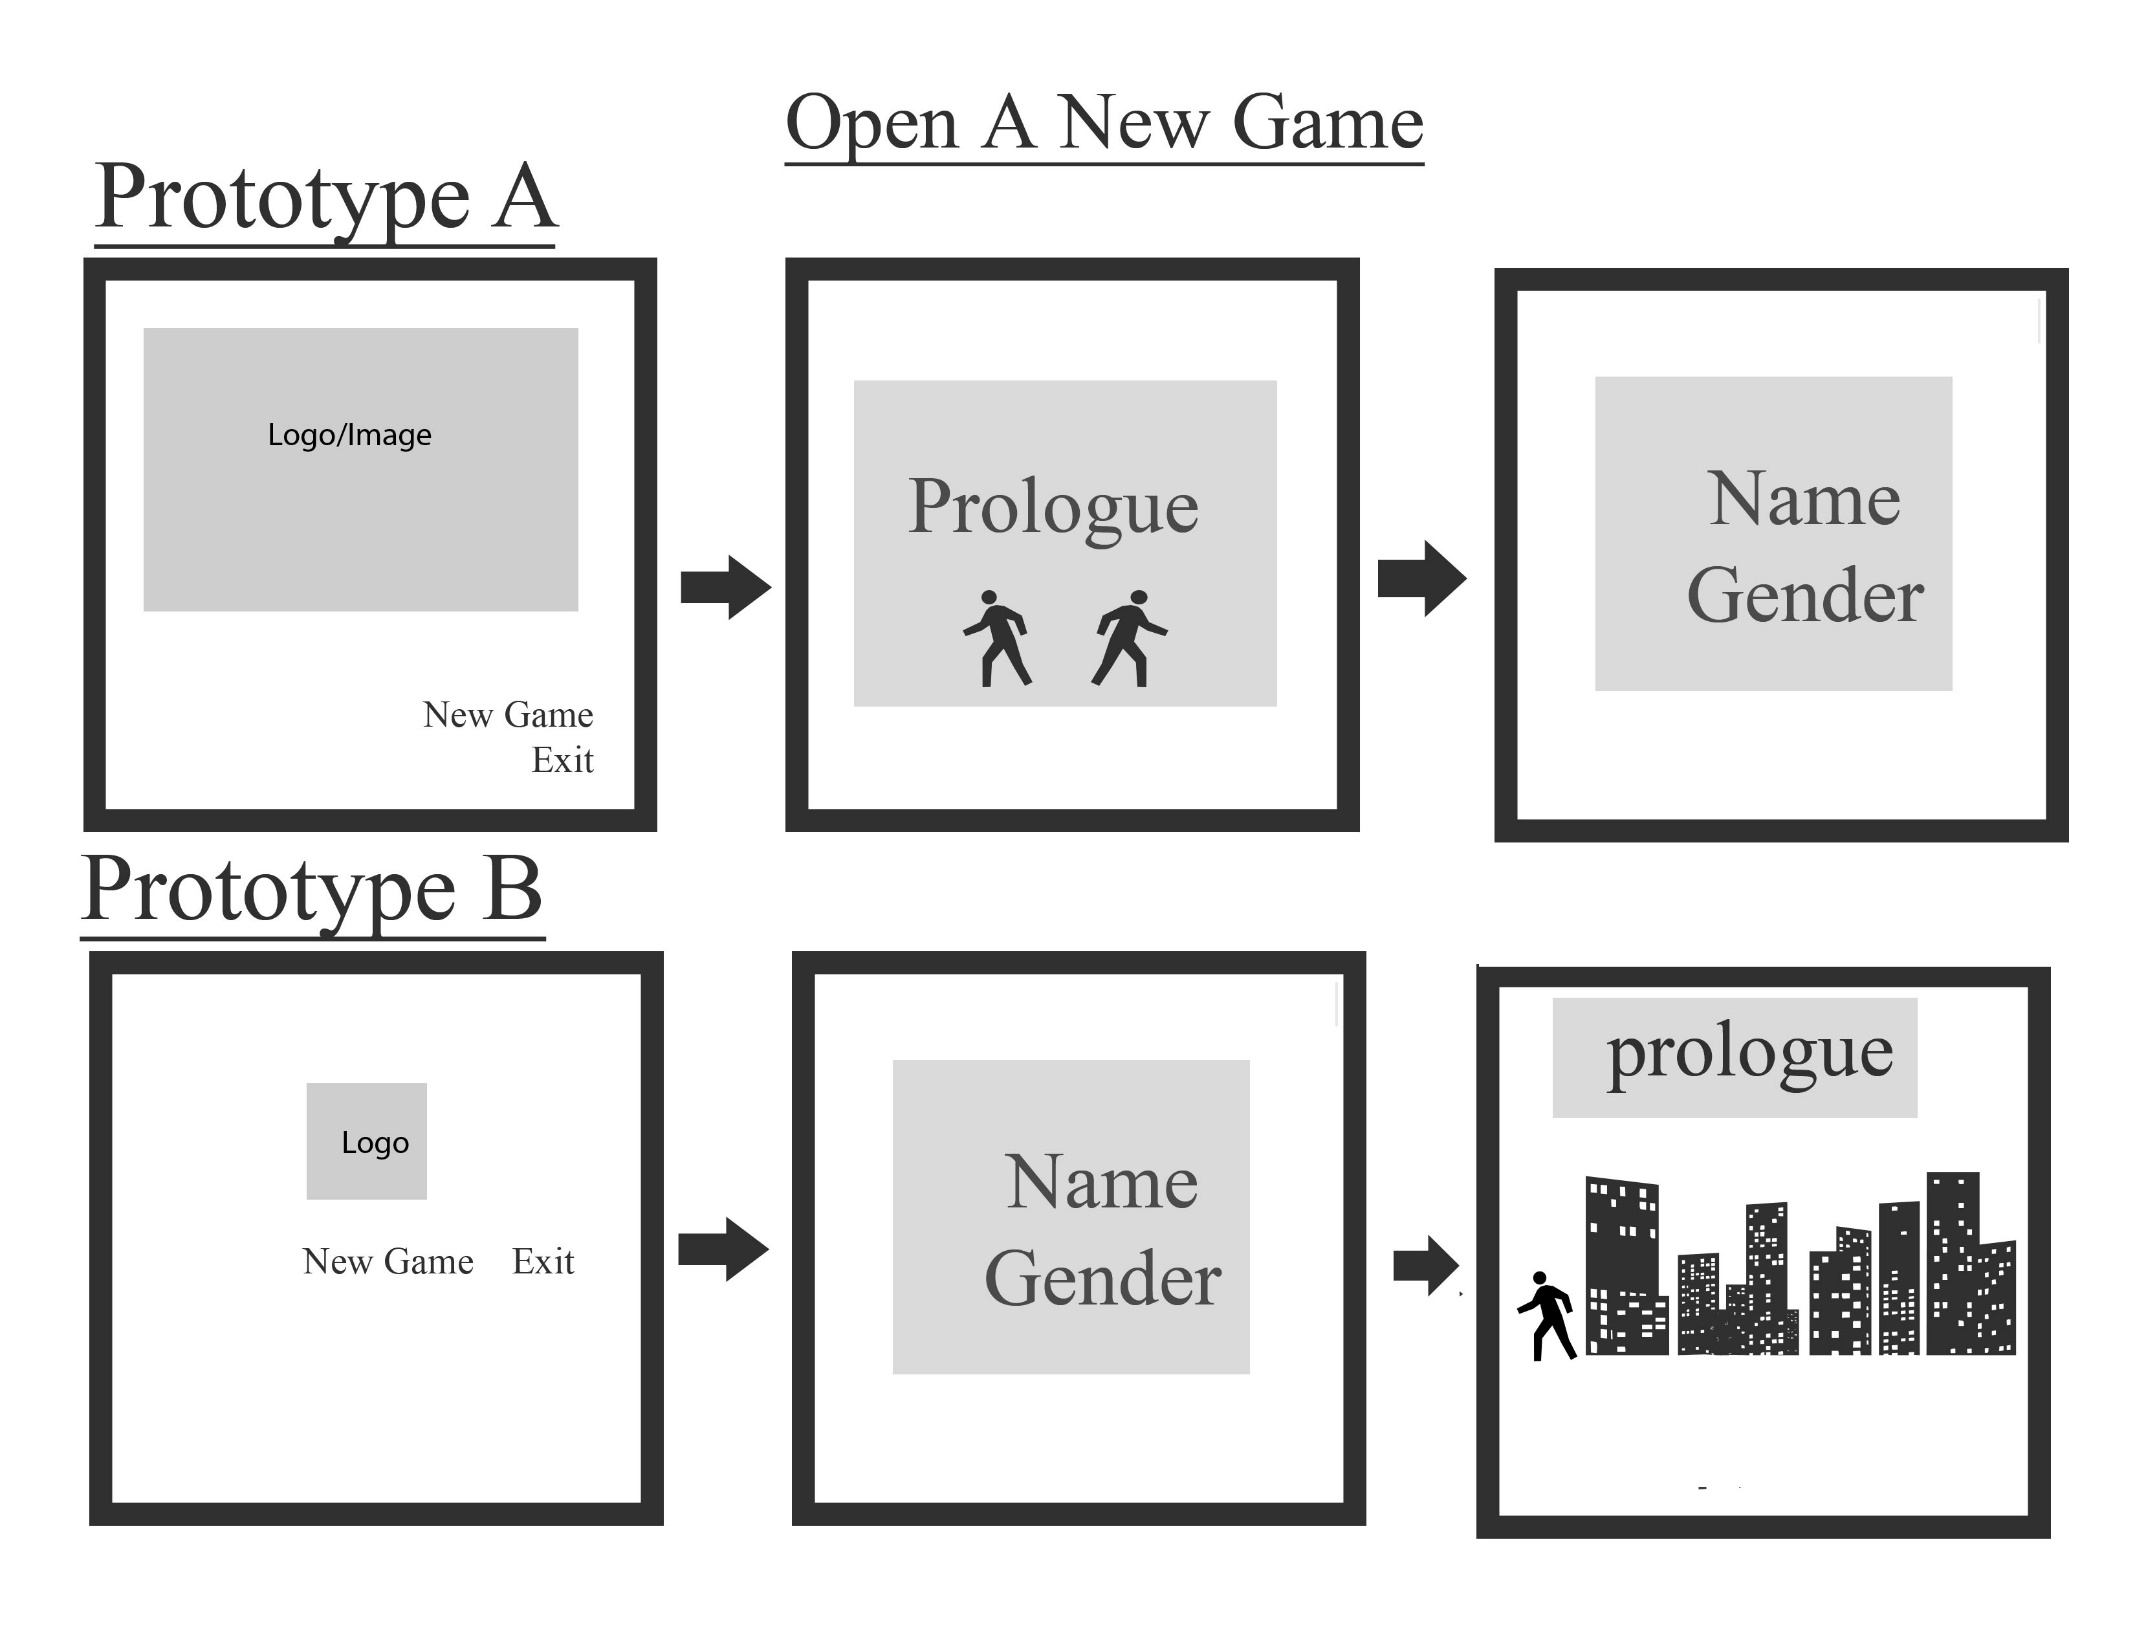 Open A New Game
Prototype A
Logo/Image
New Game
Exit
Prologue
Name
Gender
Prototype B
Logo
New Game Exit
Name
Gender
prologue